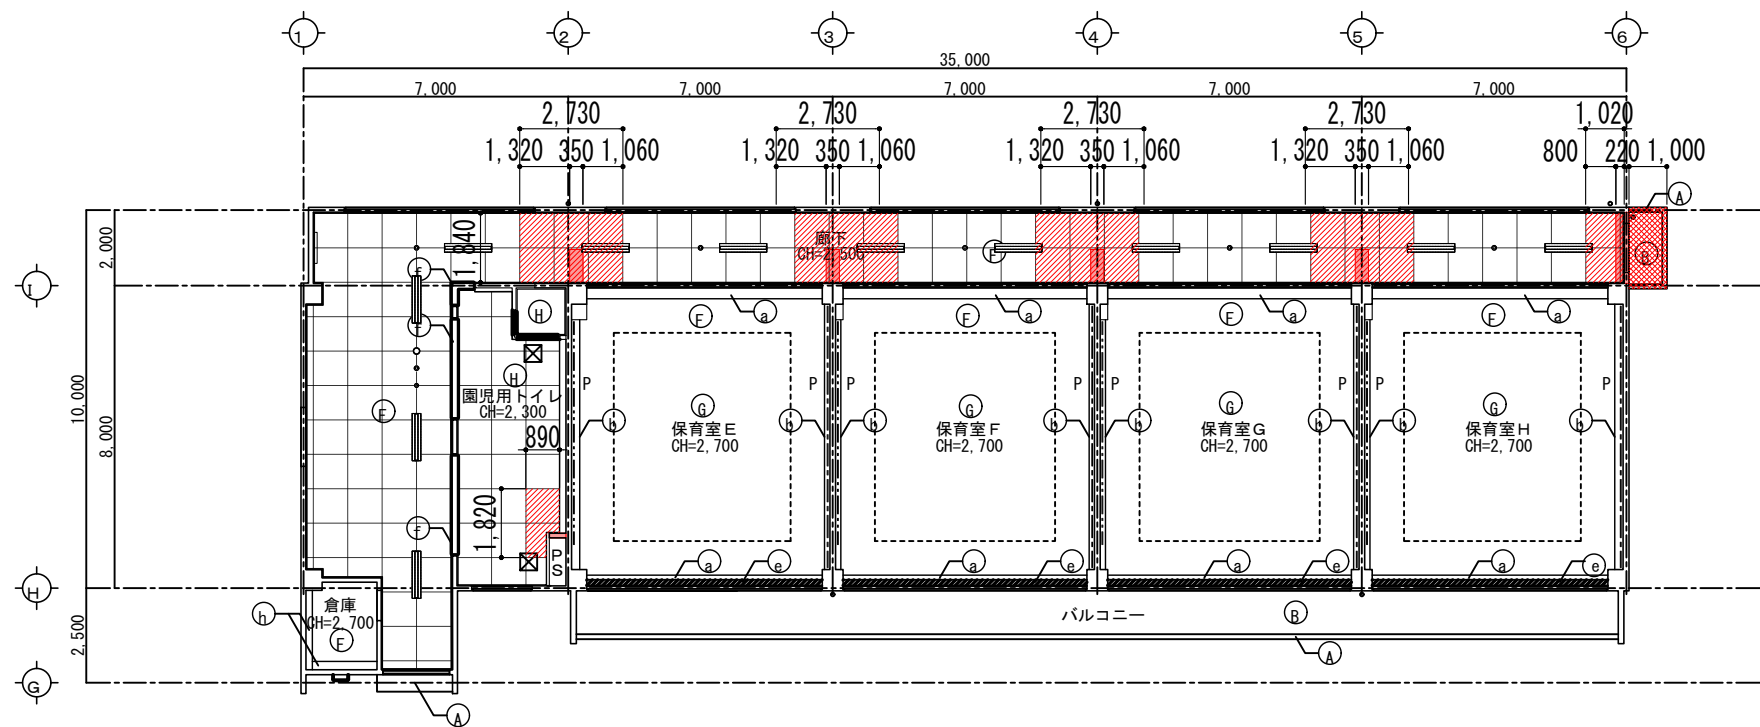 1 2 3 4 5 6
35,000
7,000 7,000 7,000 7,000 7,000
2,730 2,730 2,730 2,730 1,020
1,320 350 1,060 1,320 350 1,060 1,320 350 1,060 1,320 350 1,060 800 220 1,000
A
2,000
1,840
廊下
CH=2,500
F
B
I
f
H
a a a a
F F F F
f
10,000
8,000
H
園児用トイレ
CH=2,300
P P P P P P P P
F
G G G G
b b b b b b b b
保育室E 保育室F 保育室G 保育室H
CH=2,700 CH=2,700 CH=2,700 CH=2,700
890
1,820
f
PS
a e a e a e a e
H
倉庫
CH=2,700
h
F
バルコニー
B
A
2,500
G
A